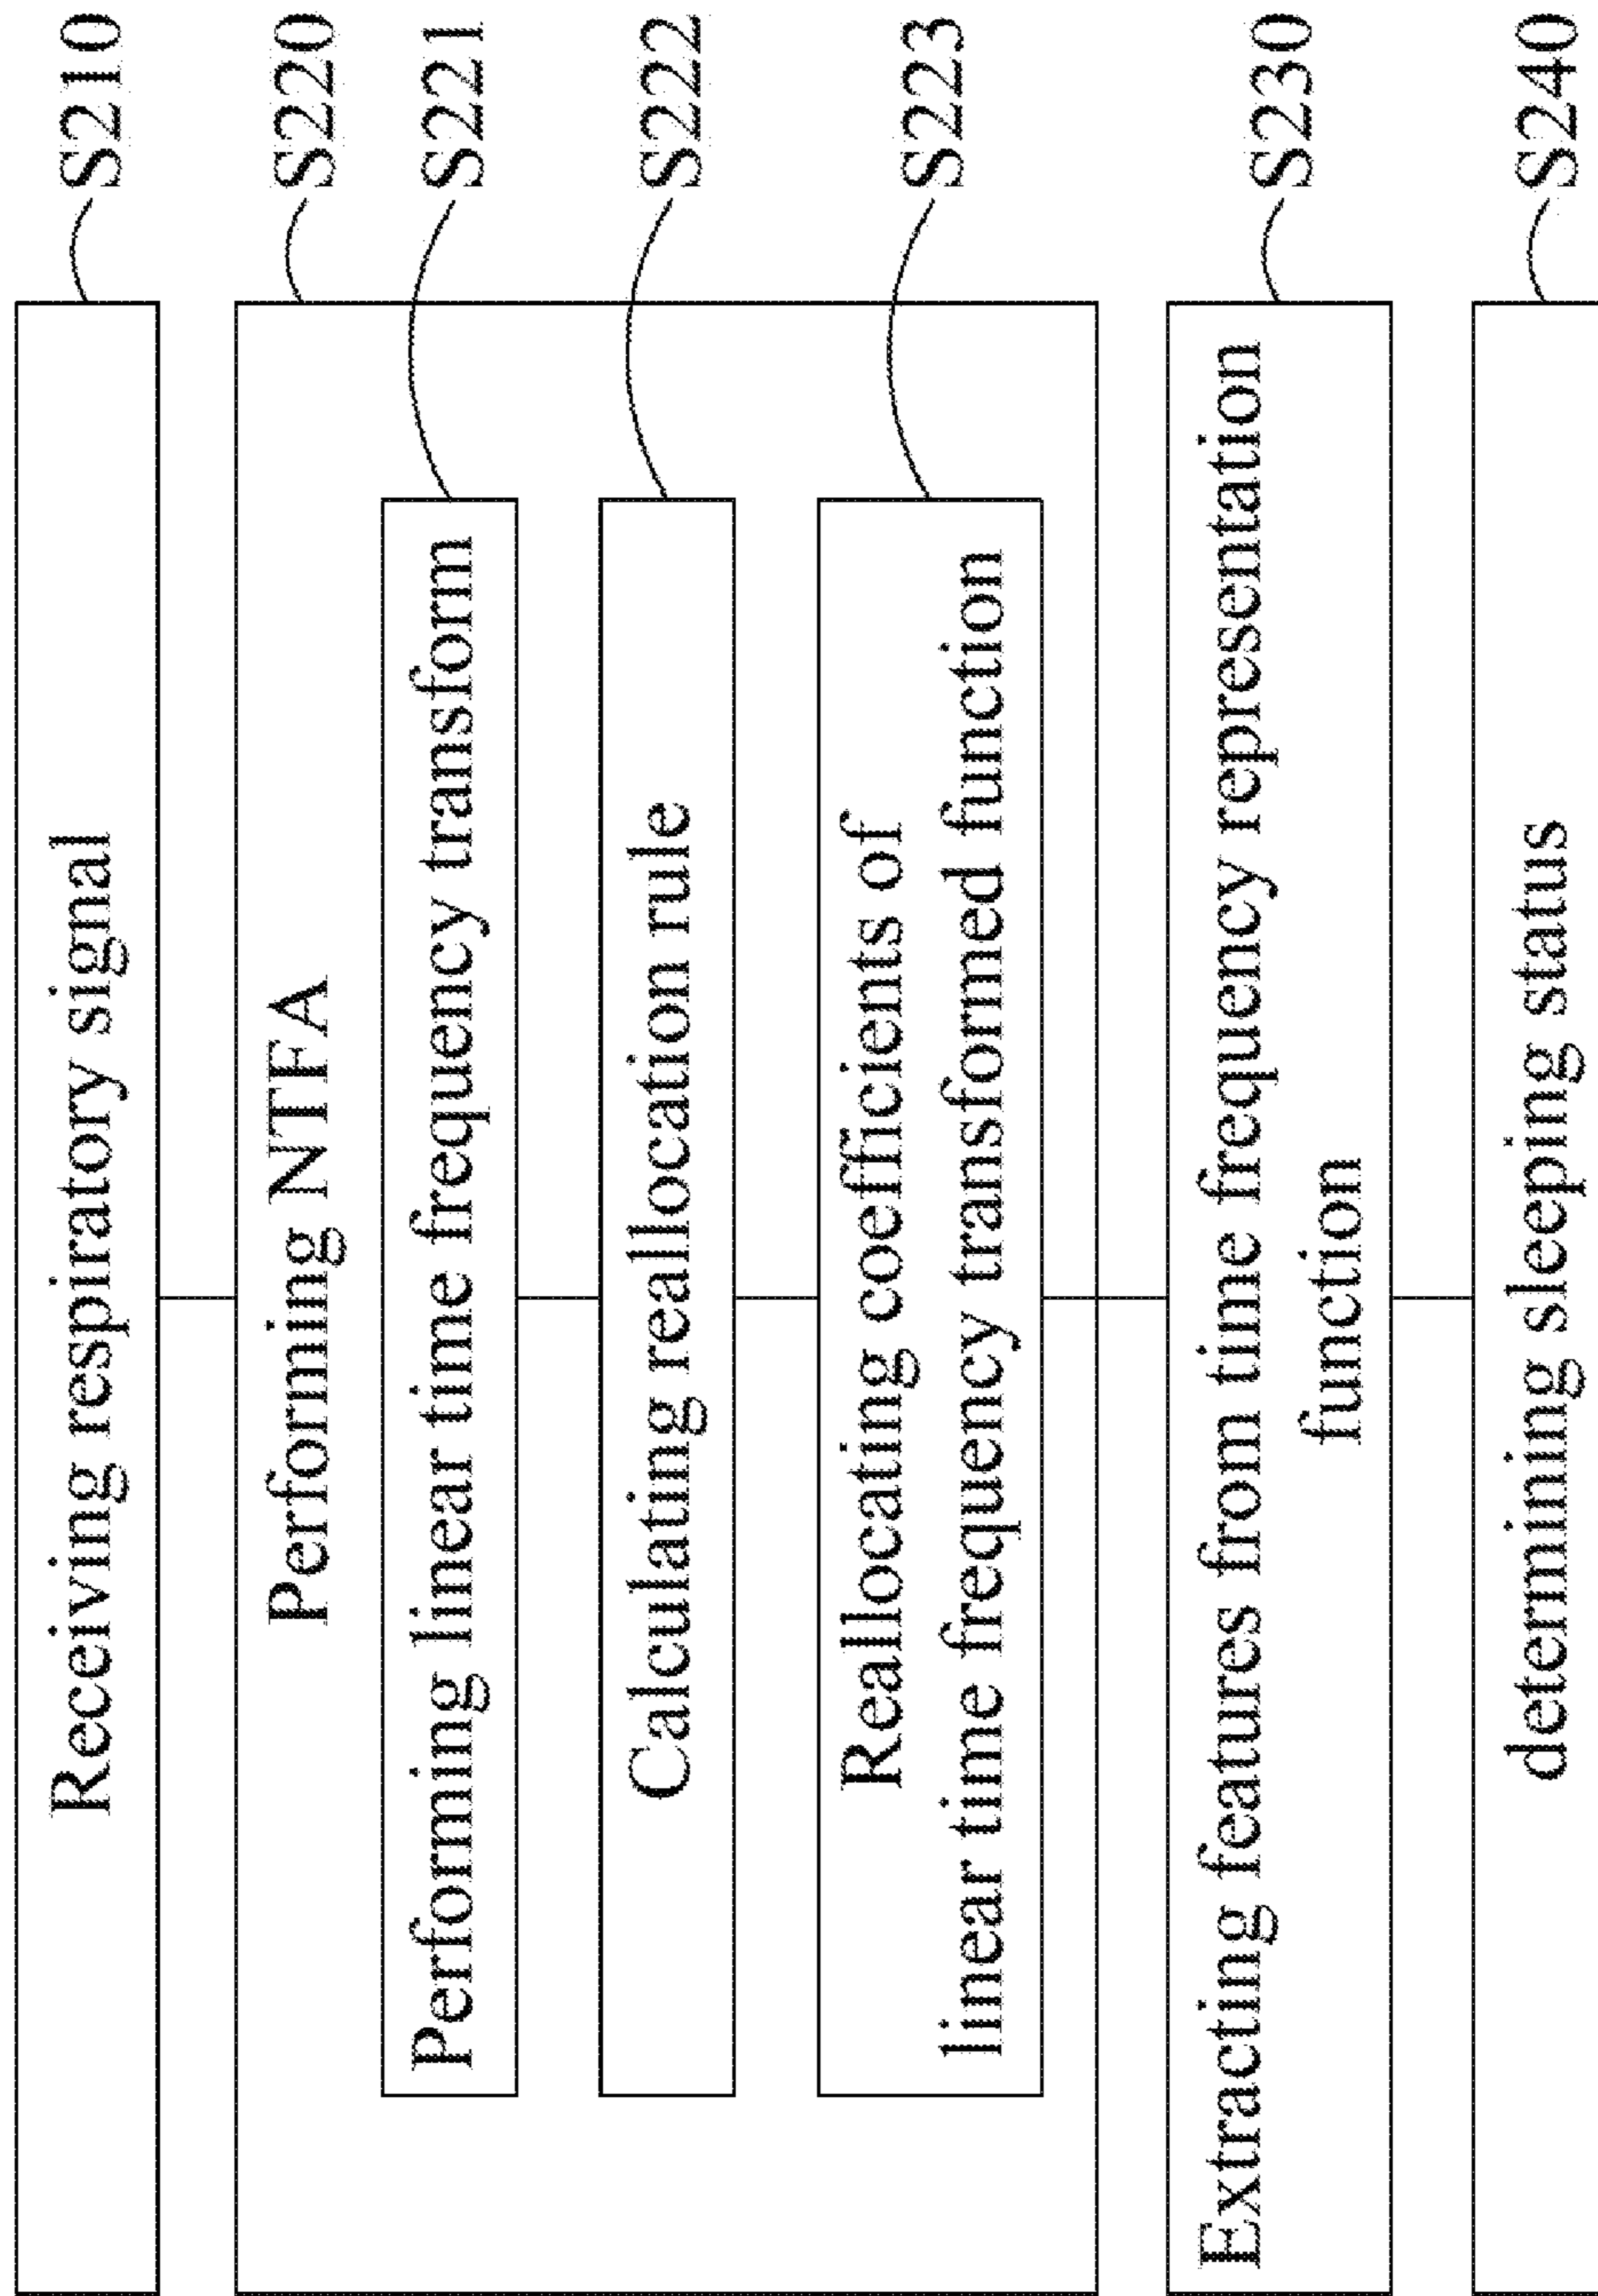 Receiving respiratory signal
S210
Performing NTFA
S220
Performing linear time frequency transform
S221
Calculating reallocation rule
S222
Reallocating coefficients of
linear time frequency transformed function
S223
Extracting features from time frequency representation
function
S230
determining sleeping status
S240